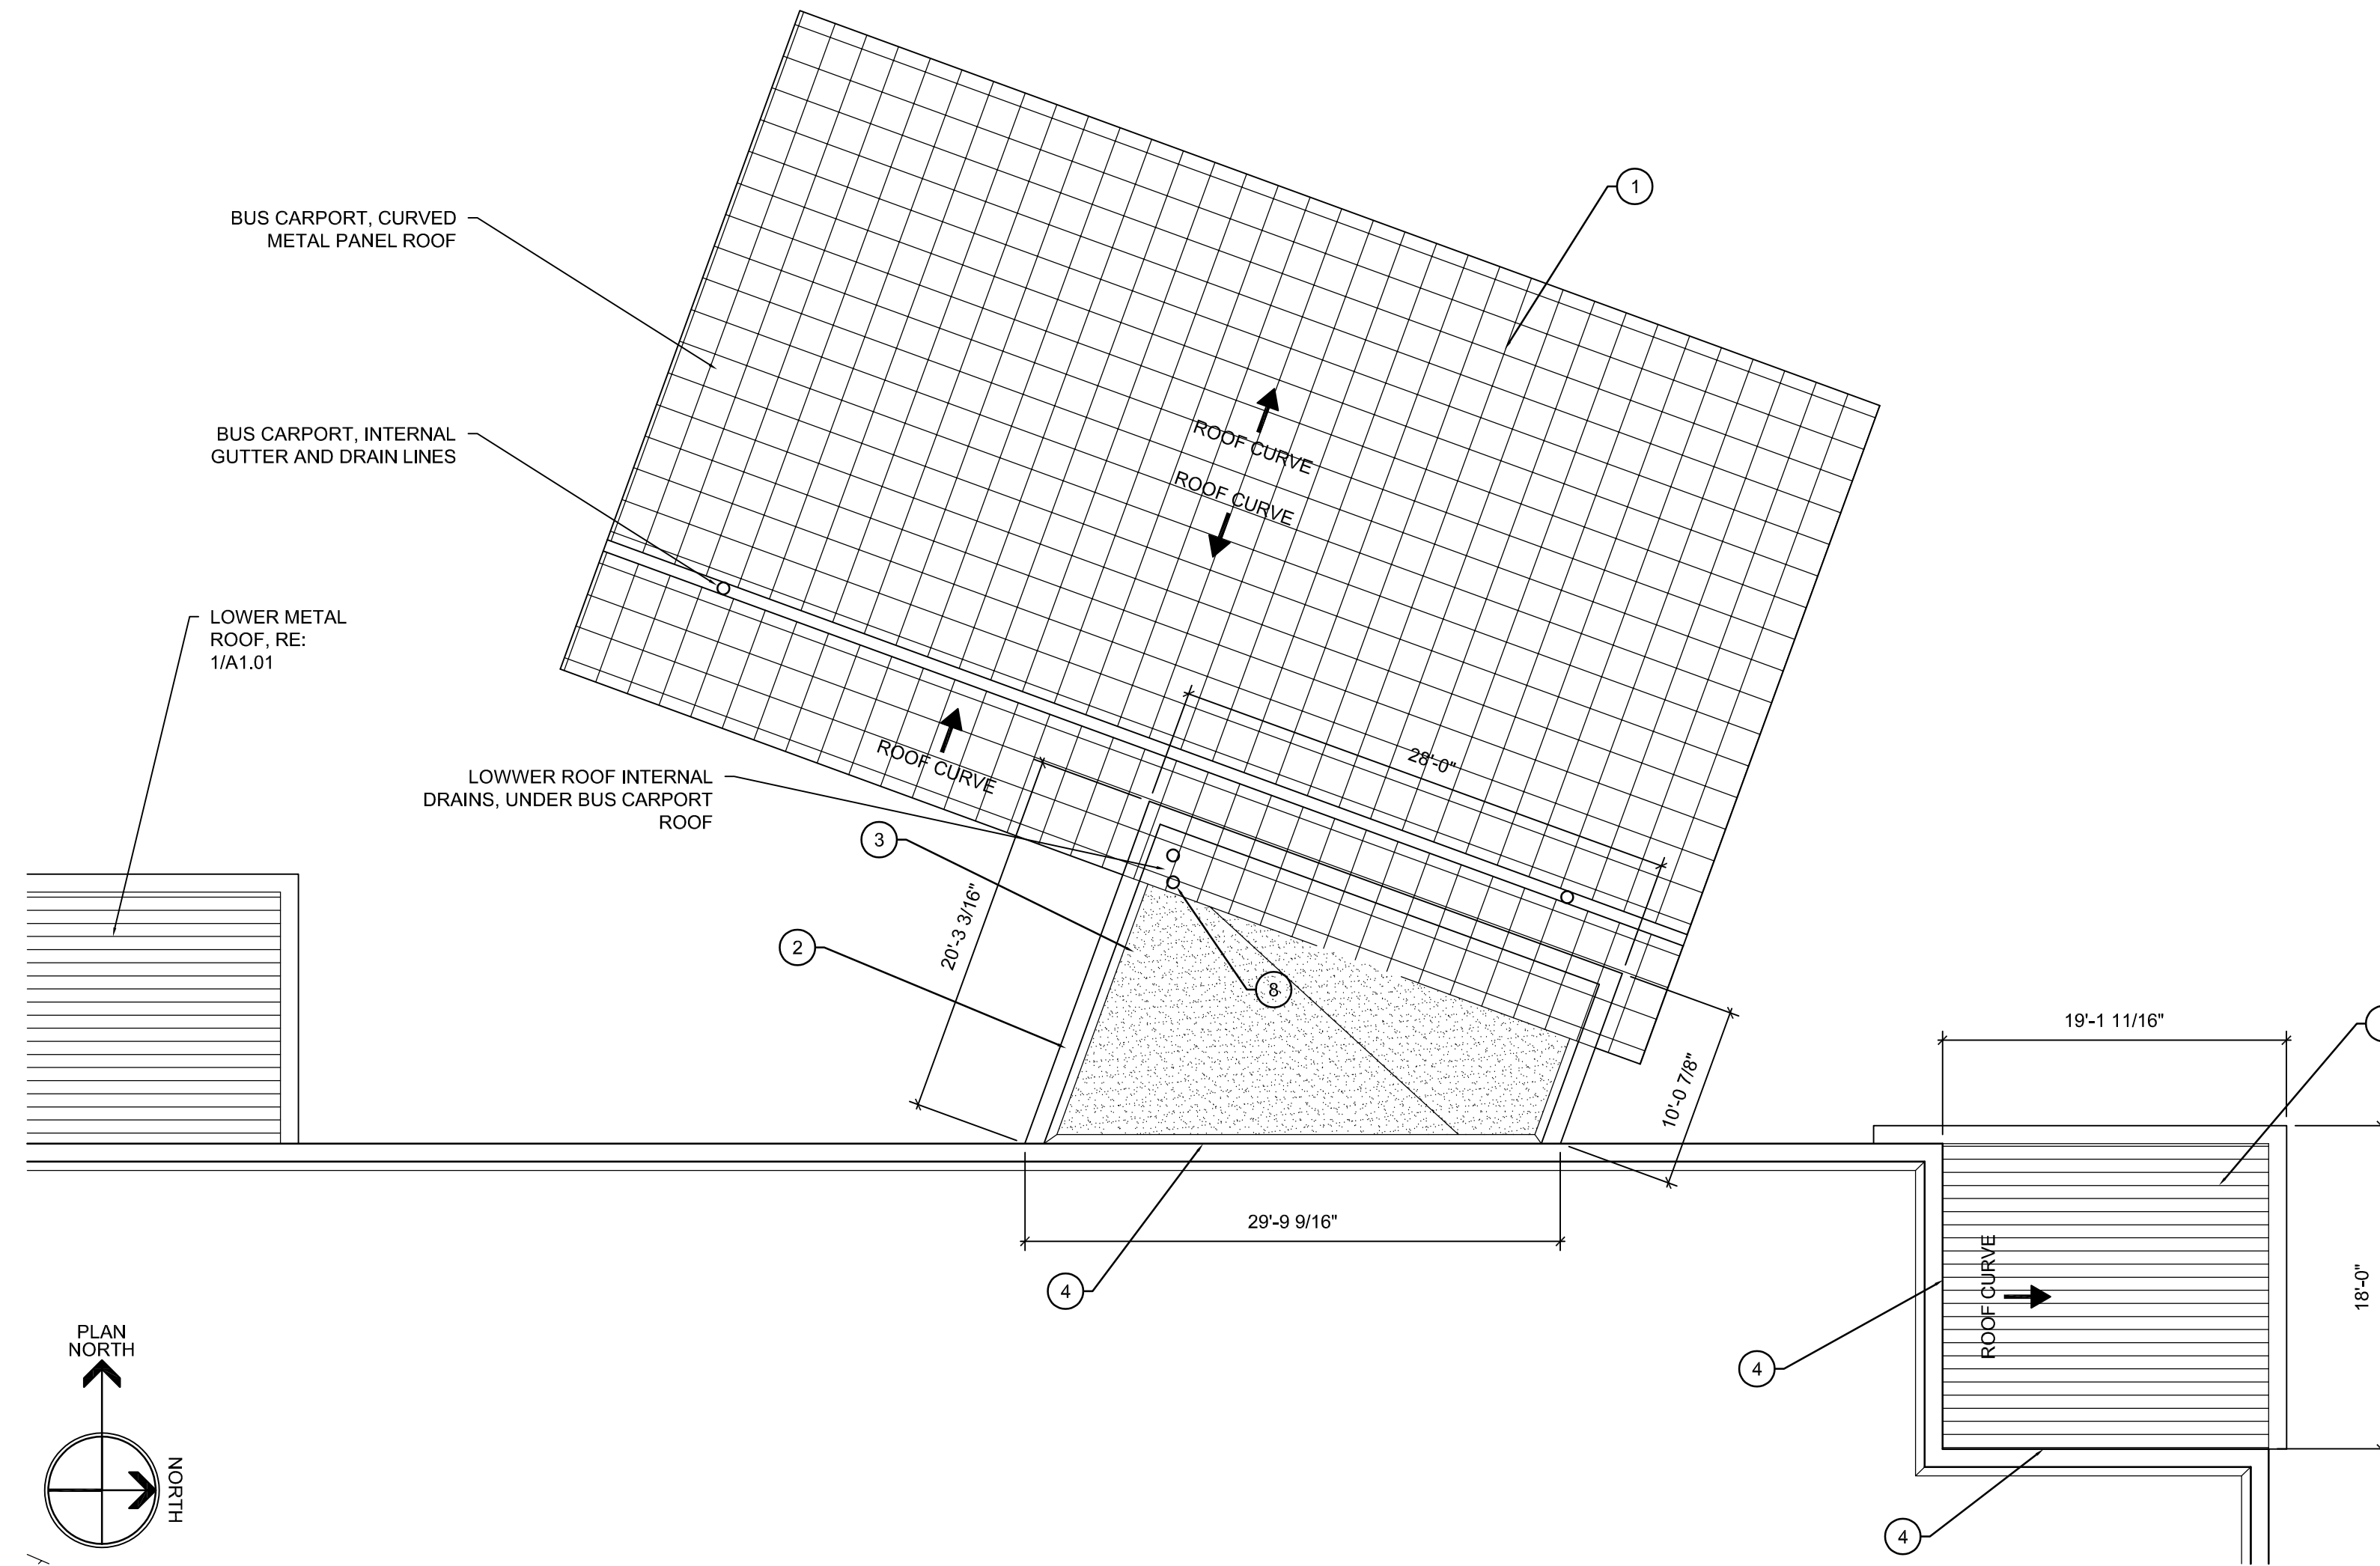 1
BUS CARPORT, CURVED
METAL PANEL ROOF
ROOF CURVE
BUS CARPORT, INTERNAL
GUTTER AND DRAIN LINES
ROOF CURVE
LOWER METAL
ROOF, RE:
1/A1.01
ROOF CURVE
28'-0"
LOWWER ROOF INTERNAL
DRAINS, UNDER BUS CARPORT
ROOF
3
20'-3 3/16"
2
8
19'-1 11/16"
10'-0 7/8"
29'-9 9/16"
4
ROOF CURVE
18'-0"
4
4
PLAN
NORTH
NORTH